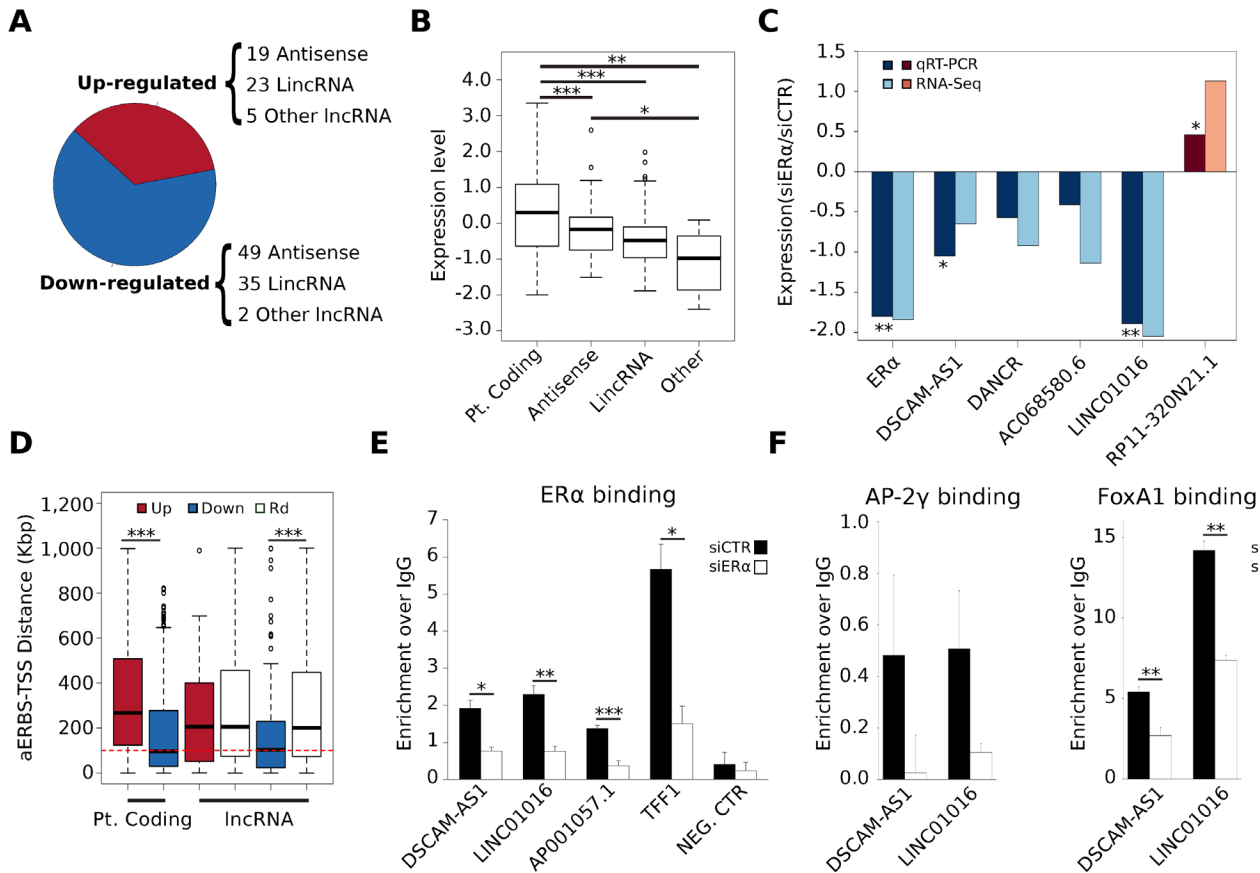 A
19 Antisense
Up-regulated
23 LincRNA
5 Other lncRNA
49 Antisense
Down-regulated
35 LincRNA
2 Other lncRNA
B
Expression level
4.0
3.0
2.0
1.0
0.0
-1.0
-2.0
-3.0
**
***
***
*
Pt. Coding
Antisense
LincRNA
Other
C
Expression(siERα/siCTR)
1.5
1.0
0.5
0.0
-0.5
-1.0
-1.5
-2.0
qRT-PCR
RNA-Seq
**
*
**
*
ERα
DSCAM-AS1
DANCR
AC068580.6
LINC01016
RP11-320N21.1
D
aERBS-TSS Distance (Kbp)
1,200
1,000
800
600
400
200
0
Up
Down
Rd
***
***
Pt. Coding
lncRNA
E
ERα binding
Enrichment over IgG
7
6
5
4
3
2
1
0
siCTR
siERα
*
**
***
*
DSCAM-AS1
LINC01016
AP001057.1
TFF1
NEG. CTR
F
AP-2γ binding
Enrichment over IgG
1.0
0.8
0.6
0.4
0.2
0.0
DSCAM-AS1
LINC01016
FoxA1 binding
Enrichment over IgG
15
10
5
0
s
s
**
**
DSCAM-AS1
LINC01016